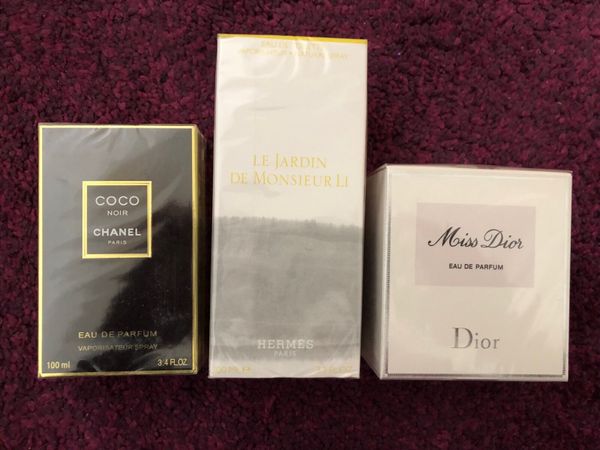 COCO
NOIR
CHANEL
PARIS
EAU DE PARFUM
VAPORISATEUR SPRAY
100 ml
3.4 FL.OZ.
LE JARDIN
DE MONSIEUR LI
HERMÈS
PARIS
Miss Dior
EAU DE PARFUM
Dior